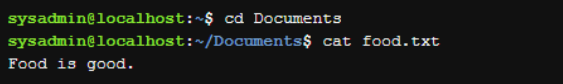 sysadmin@localhost:~$ cd Documents
sysadmin@localhost:~/Documents$ cat food.txt
Food is good.